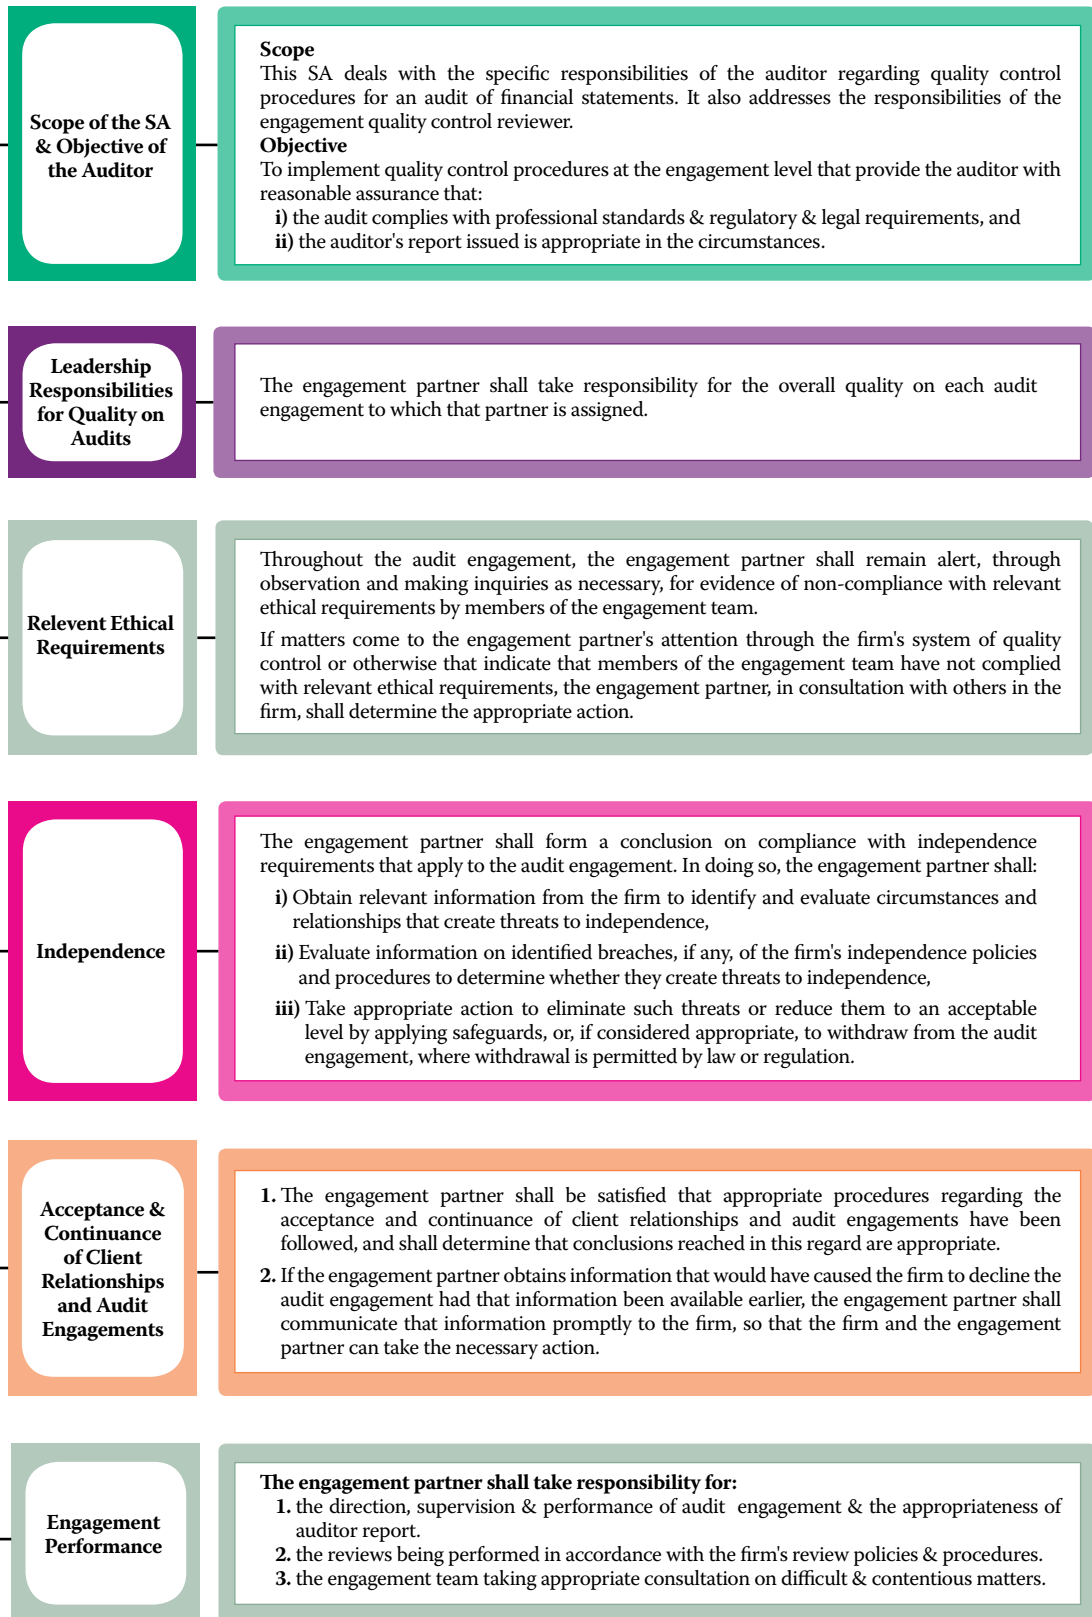 Scope of the SA
& Objective of
the Auditor
Scope
This SA deals with the specific responsibilities of the auditor regarding quality control
procedures for an audit of financial statements. It also addresses the responsibilities of the
engagement quality control reviewer.
Objective
To implement quality control procedures at the engagement level that provide the auditor with
reasonable assurance that:
i) the audit complies with professional standards & regulatory & legal requirements, and
ii) the auditor's report issued is appropriate in the circumstances.
Leadership
Responsibilities
for Quality on
Audits
The engagement partner shall take responsibility for the overall quality on each audit
engagement to which that partner is assigned.
Relevent Ethical
Requirements
Throughout the audit engagement, the engagement partner shall remain alert, through
observation and making inquiries as necessary, for evidence of non-compliance with relevant
ethical requirements by members of the engagement team.
If matters come to the engagement partner's attention through the firm's system of quality
control or otherwise that indicate that members of the engagement team have not complied
with relevant ethical requirements, the engagement partner, in consultation with others in the
firm, shall determine the appropriate action.
Independence
The engagement partner shall form a conclusion on compliance with independence
requirements that apply to the audit engagement. In doing so, the engagement partner shall:
i) Obtain relevant information from the firm to identify and evaluate circumstances and
relationships that create threats to independence,
ii) Evaluate information on identified breaches, if any, of the firm's independence policies
and procedures to determine whether they create threats to independence,
iii) Take appropriate action to eliminate such threats or reduce them to an acceptable
level by applying safeguards, or, if considered appropriate, to withdraw from the audit
engagement, where withdrawal is permitted by law or regulation.
Acceptance &
Continuance
of Client
Relationships
and Audit
Engagements
1. The engagement partner shall be satisfied that appropriate procedures regarding the
acceptance and continuance of client relationships and audit engagements have been
followed, and shall determine that conclusions reached in this regard are appropriate.
2. If the engagement partner obtains information that would have caused the firm to decline the
audit engagement had that information been available earlier, the engagement partner shall
communicate that information promptly to the firm, so that the firm and the engagement
partner can take the necessary action.
Engagement
Performance
The engagement partner shall take responsibility for:
1. the direction, supervision & performance of audit engagement & the appropriateness of
auditor report.
2. the reviews being performed in accordance with the firm's review policies & procedures.
3. the engagement team taking appropriate consultation on difficult & contentious matters.